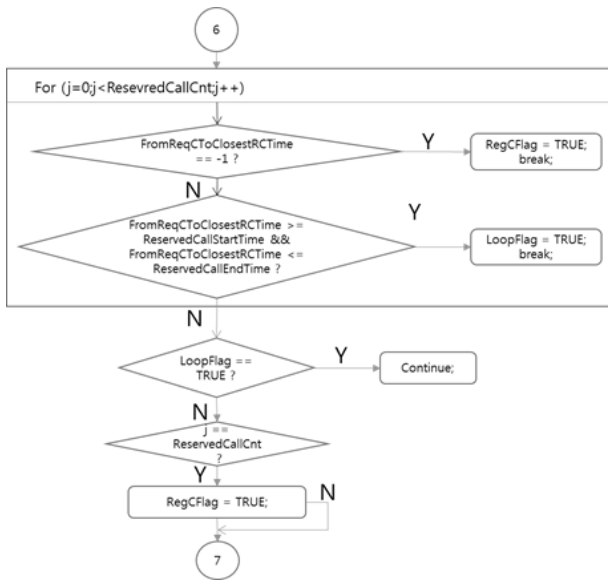 6
For (j=0;j<ResevredCallCnt;j++)
FromReqCToClosestRCTime
== -1 ?
Y
RegCFlag = TRUE;
break;
N
FromReqCToClosestRCTime >=
ReservedCallStartTime &&
FromReqCToClosestRCTime <=
ReservedCallEndTime ?
Y
LoopFlag = TRUE;
break;
N
LoopFlag ==
TRUE ?
Y
Continue;
N
j ==
ReservedCallCnt
?
Y
RegCFlag = TRUE;
N
7